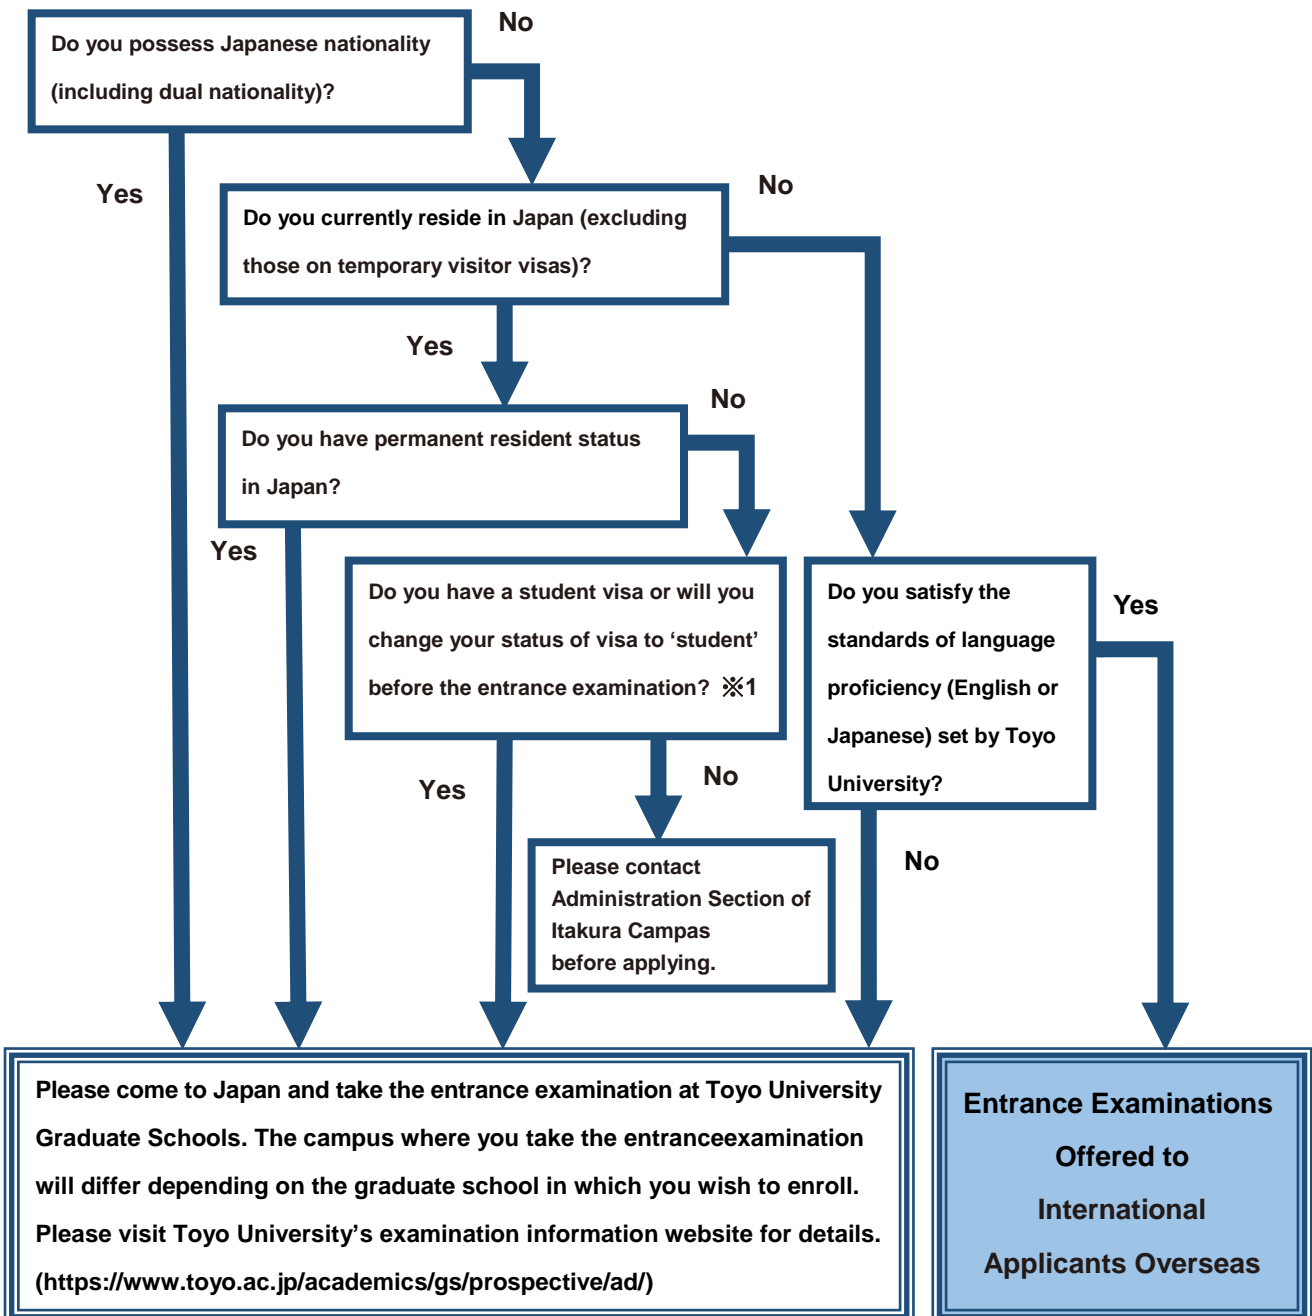 No
Do you possess Japanese nationality
(including dual nationality)?
Yes
No
Do you currently reside in Japan (excluding
those on temporary visitor visas)?
Yes
No
Do you have permanent resident status
in Japan?
Yes
Do you have a student visa or will you
change your status of visa to ‘student’
before the entrance examination? ※1
Do you satisfy the
standards of language
proficiency (English or
Japanese) set by Toyo
University?
Yes
Yes
No
No
Please contact
Administration Section of
Itakura Campas
before applying.
Please come to Japan and take the entrance examination at Toyo University
Graduate Schools. The campus where you take the entranceexamination
will differ depending on the graduate school in which you wish to enroll.
Please visit Toyo University’s examination information website for details.
(https://www.toyo.ac.jp/academics/gs/prospective/ad/)
Entrance Examinations
Offered to
International
Applicants Overseas